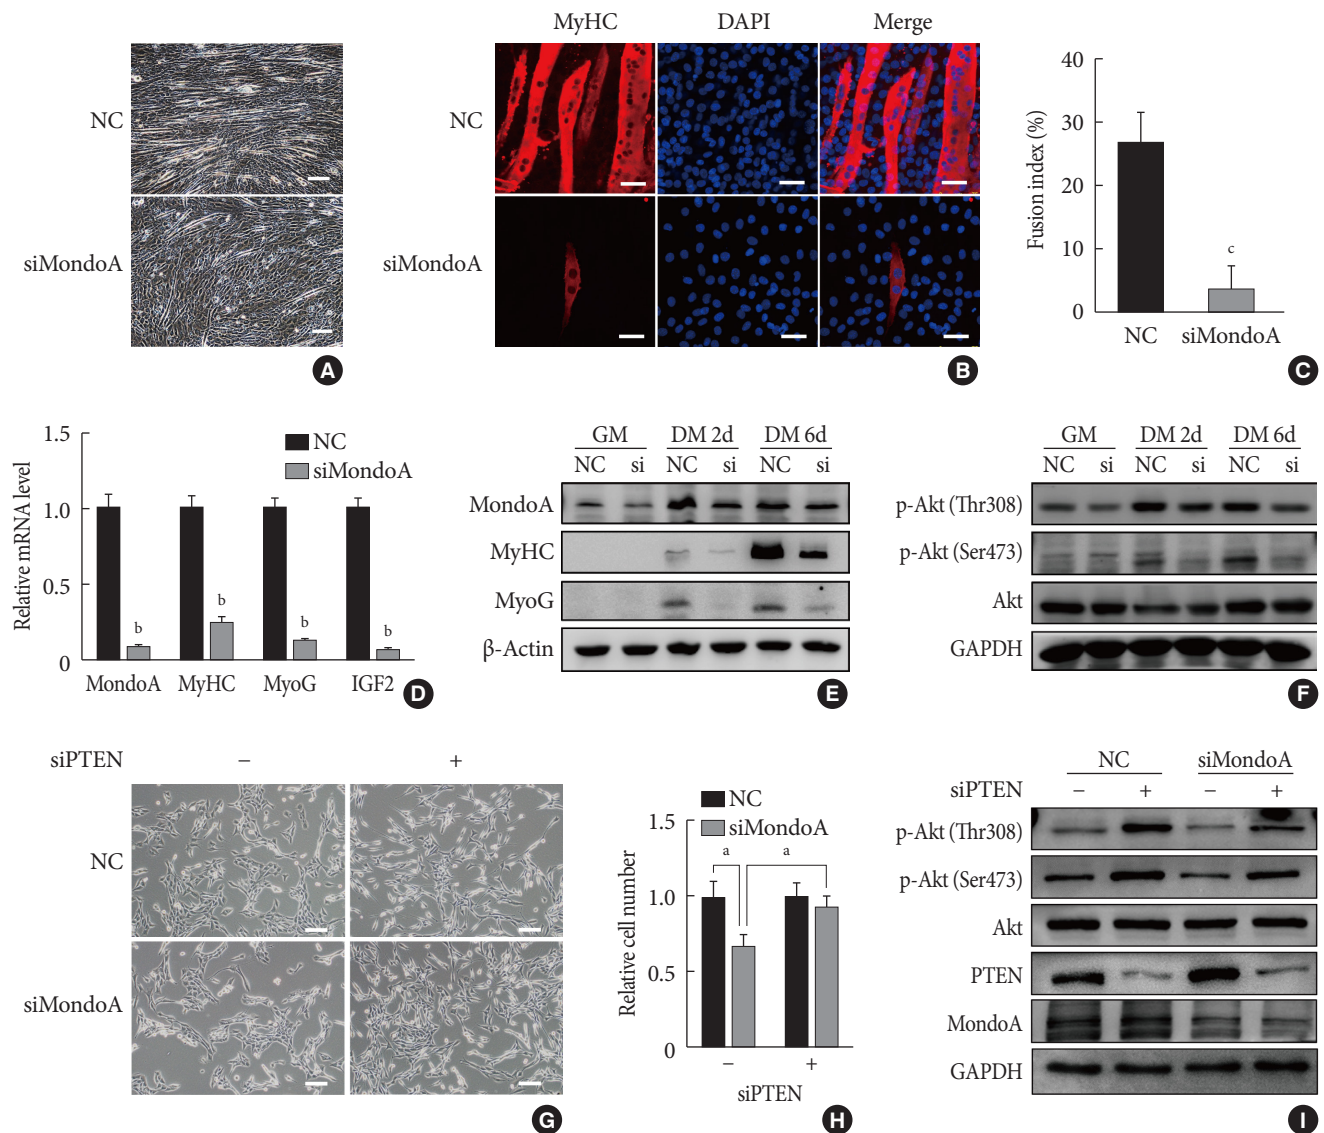 MyHC DAPI Merge
NC
siMondoA
A
NC
siMondoA
B
Fusion index (%)
40
30
20
10
0
c
NC siMondoA
C
Relative mRNA level
1.5
1.0
0.5
0
NC
siMondoA
b b b b
MondoA MyHC MyoG IGF2
D
GM DM 2d DM 6d
NC si NC si NC si
MondoA
MyHC
MyoG
β-Actin
E
GM DM 2d DM 6d
NC si NC si NC si
p-Akt (Thr308)
p-Akt (Ser473)
Akt
GAPDH
F
siPTEN − +
NC
siMondoA
G
Relative cell number
NC
siMondoA
1.5
1.0
0.5
0
a a
− +
siPTEN
H
NC siMondoA
siPTEN − + − +
p-Akt (Thr308)
p-Akt (Ser473)
Akt
PTEN
MondoA
GAPDH
I